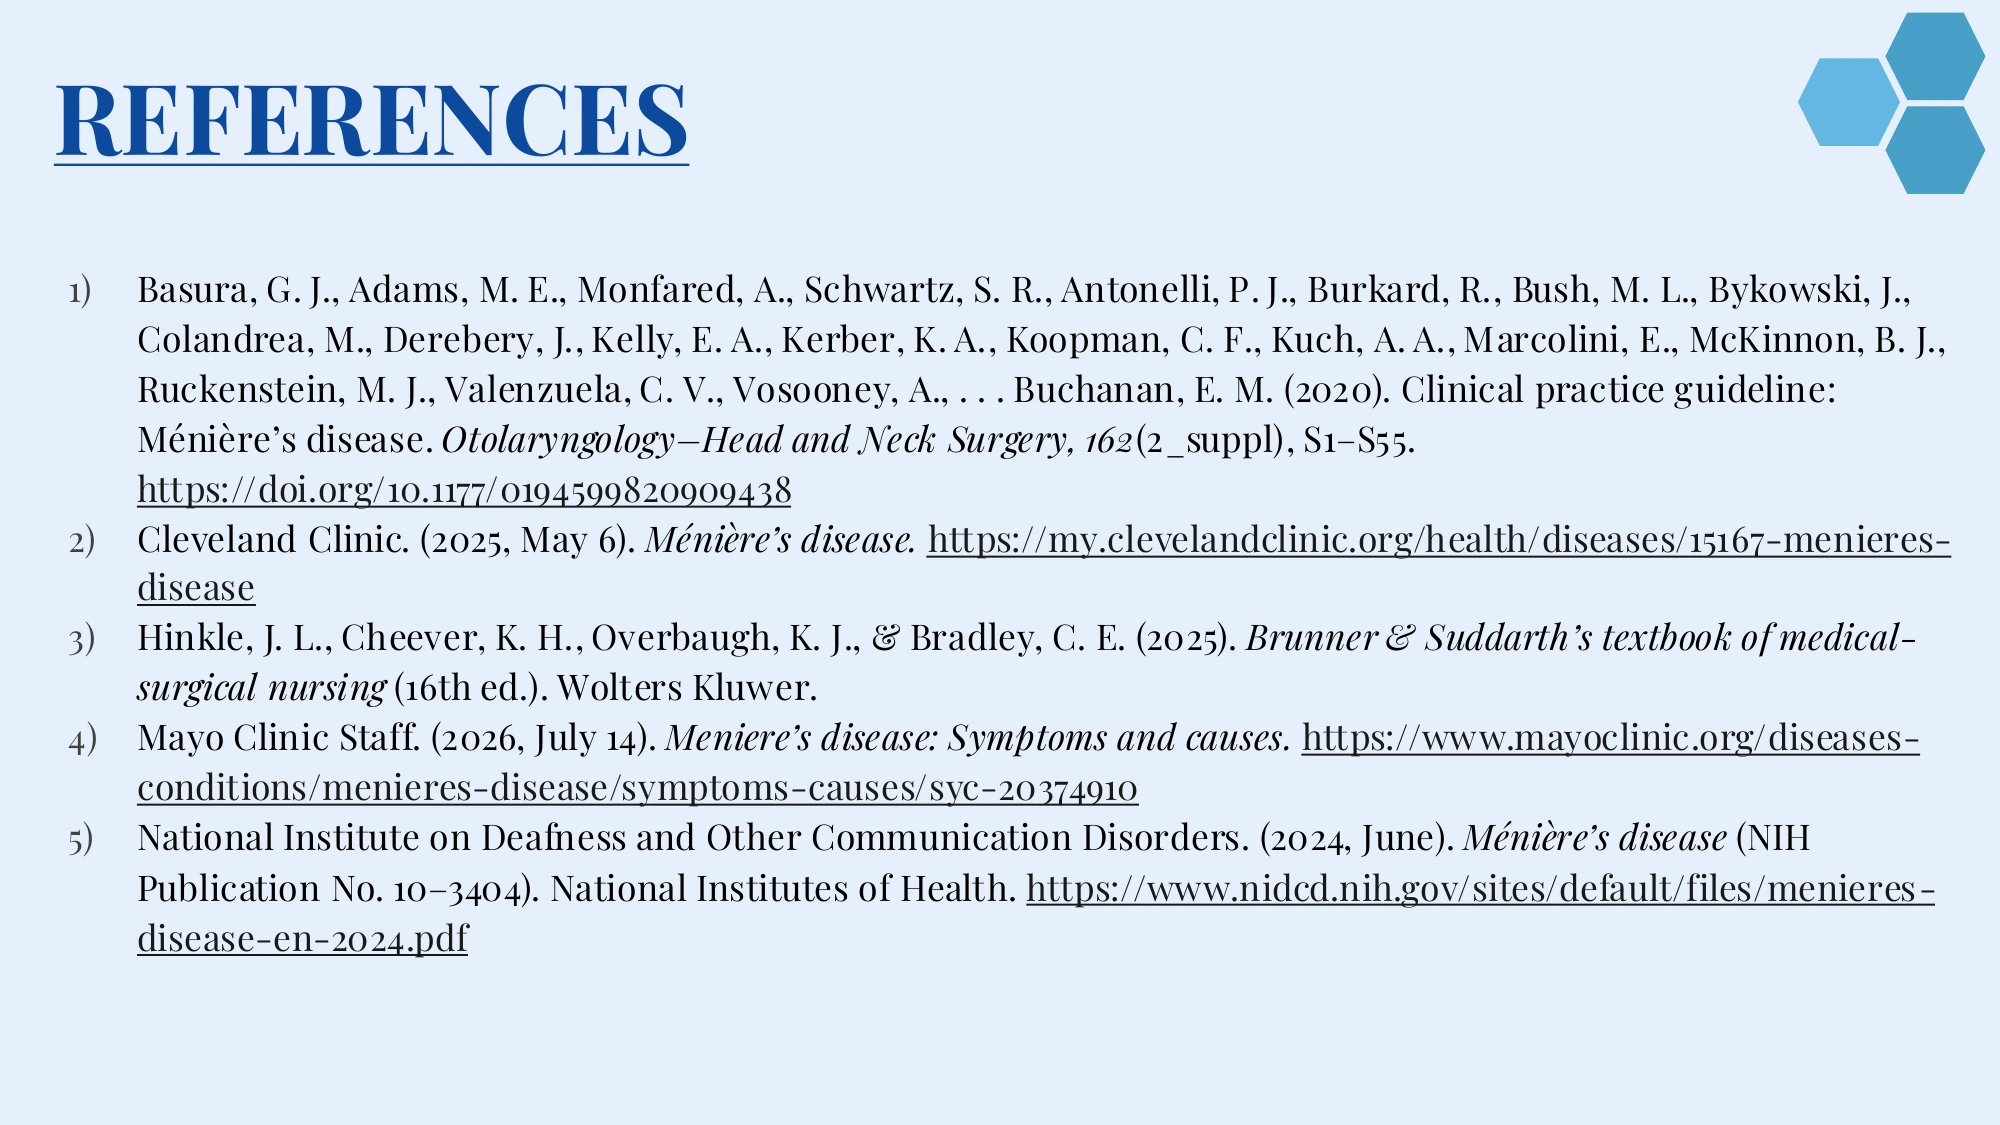 REFERENCES
1) Basura, G. J., Adams, M. E., Monfared, A., Schwartz, S. R., Antonelli, P. J., Burkard, R., Bush, M. L., Bykowski, J.,
Colandrea, M., Derebery, J., Kelly, E. A., Kerber, K. A., Koopman, C. F., Kuch, A. A., Marcolini, E., McKinnon, B. J.,
Ruckenstein, M. J., Valenzuela, C. V., Vosooney, A., . . . Buchanan, E. M. (2020). Clinical practice guideline:
Ménière’s disease. Otolaryngology–Head and Neck Surgery, 162(2_suppl), S1–S55.
https://doi.org/10.1177/0194599820909438
2) Cleveland Clinic. (2025, May 6). Ménière’s disease. https://my.clevelandclinic.org/health/diseases/15167-menieres-
disease
3) Hinkle, J. L., Cheever, K. H., Overbaugh, K. J., & Bradley, C. E. (2025). Brunner & Suddarth’s textbook of medical-
surgical nursing (16th ed.). Wolters Kluwer.
4) Mayo Clinic Staff. (2026, July 14). Meniere’s disease: Symptoms and causes. https://www.mayoclinic.org/diseases-
conditions/menieres-disease/symptoms-causes/syc-20374910
5) National Institute on Deafness and Other Communication Disorders. (2024, June). Ménière’s disease (NIH
Publication No. 10–3404). National Institutes of Health. https://www.nidcd.nih.gov/sites/default/files/menieres-
disease-en-2024.pdf